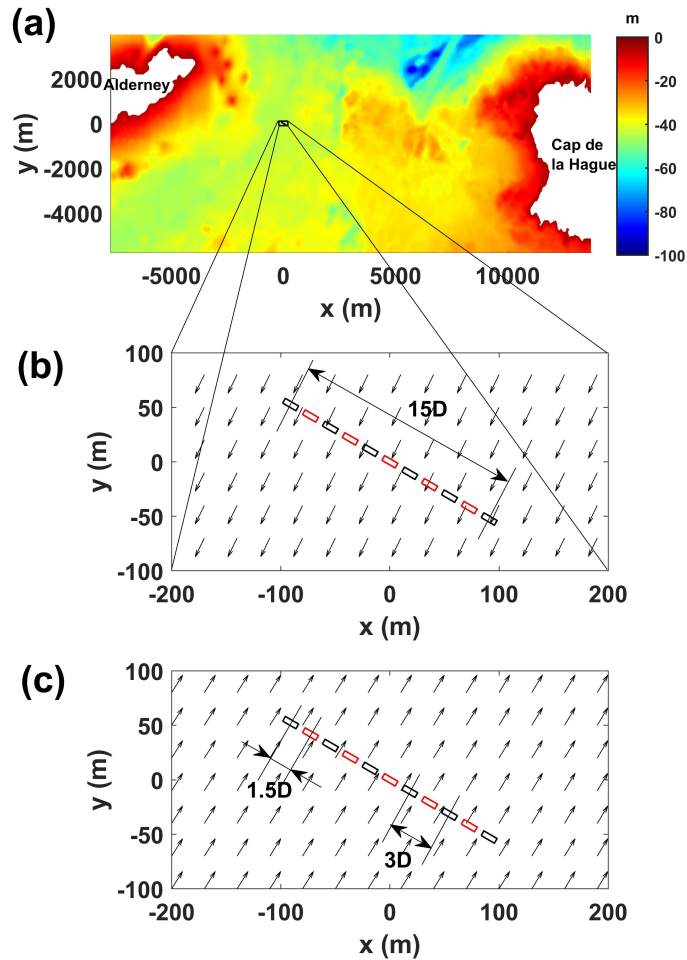 (a)
m
0
-20
-40
-60
-80
-100
2000
0
-2000
-4000
y (m)
Alderney
Cap de
la Hague
-5000 0 5000 10000
x (m)
(b)
100
50
0
-50
-100
y (m)
15D
-200 -100 0 100 200
x (m)
(c)
100
50
0
-50
-100
y (m)
1.5D
3D
-200 -100 0 100 200
x (m)